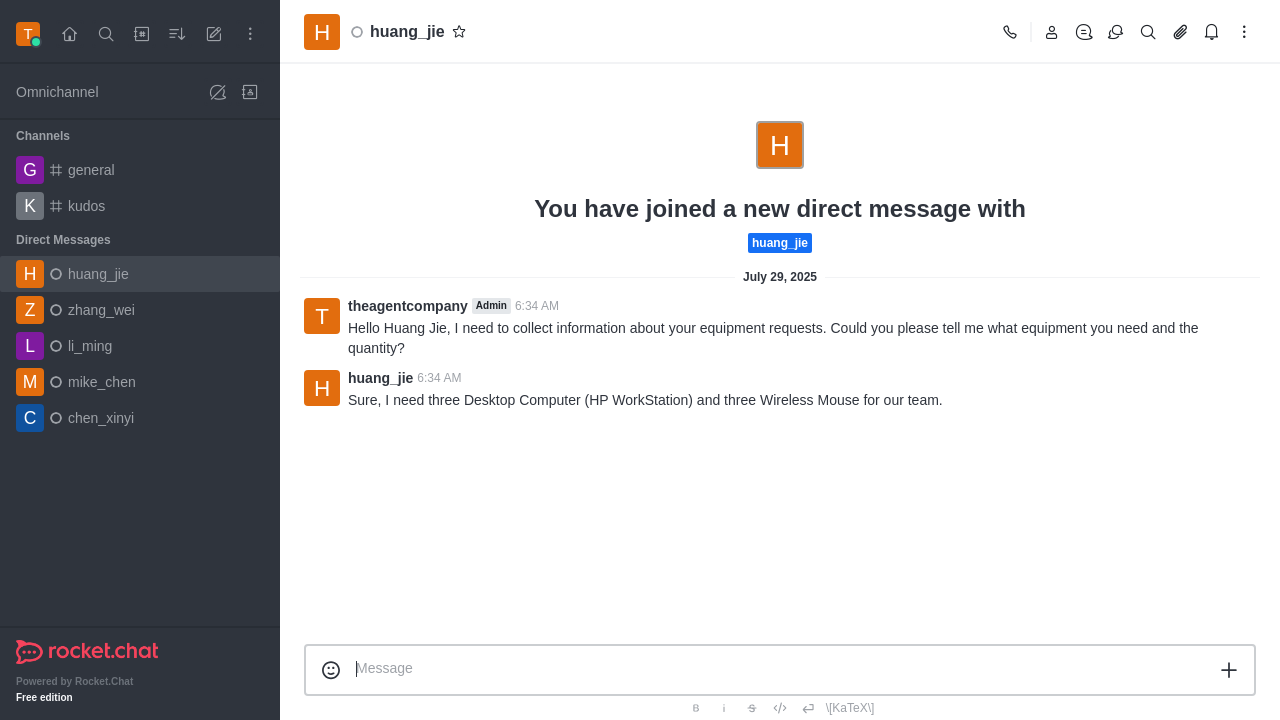 T
Omnichannel
Channels
G general
K kudos
Direct Messages
H huang_jie
Z zhang_wei
L li_ming
M mike_chen
C chen_xinyi
rocket.chat
Powered by Rocket.Chat
Free edition
H huang_jie
H
You have joined a new direct message with
huang_jie
July 29, 2025
T theagentcompany Admin 6:34 AM
Hello Huang Jie, I need to collect information about your equipment requests. Could you please tell me what equipment you need and the
quantity?
H huang_jie 6:34 AM
Sure, I need three Desktop Computer (HP WorkStation) and three Wireless Mouse for our team.
Message
B i S \[KaTeX\]